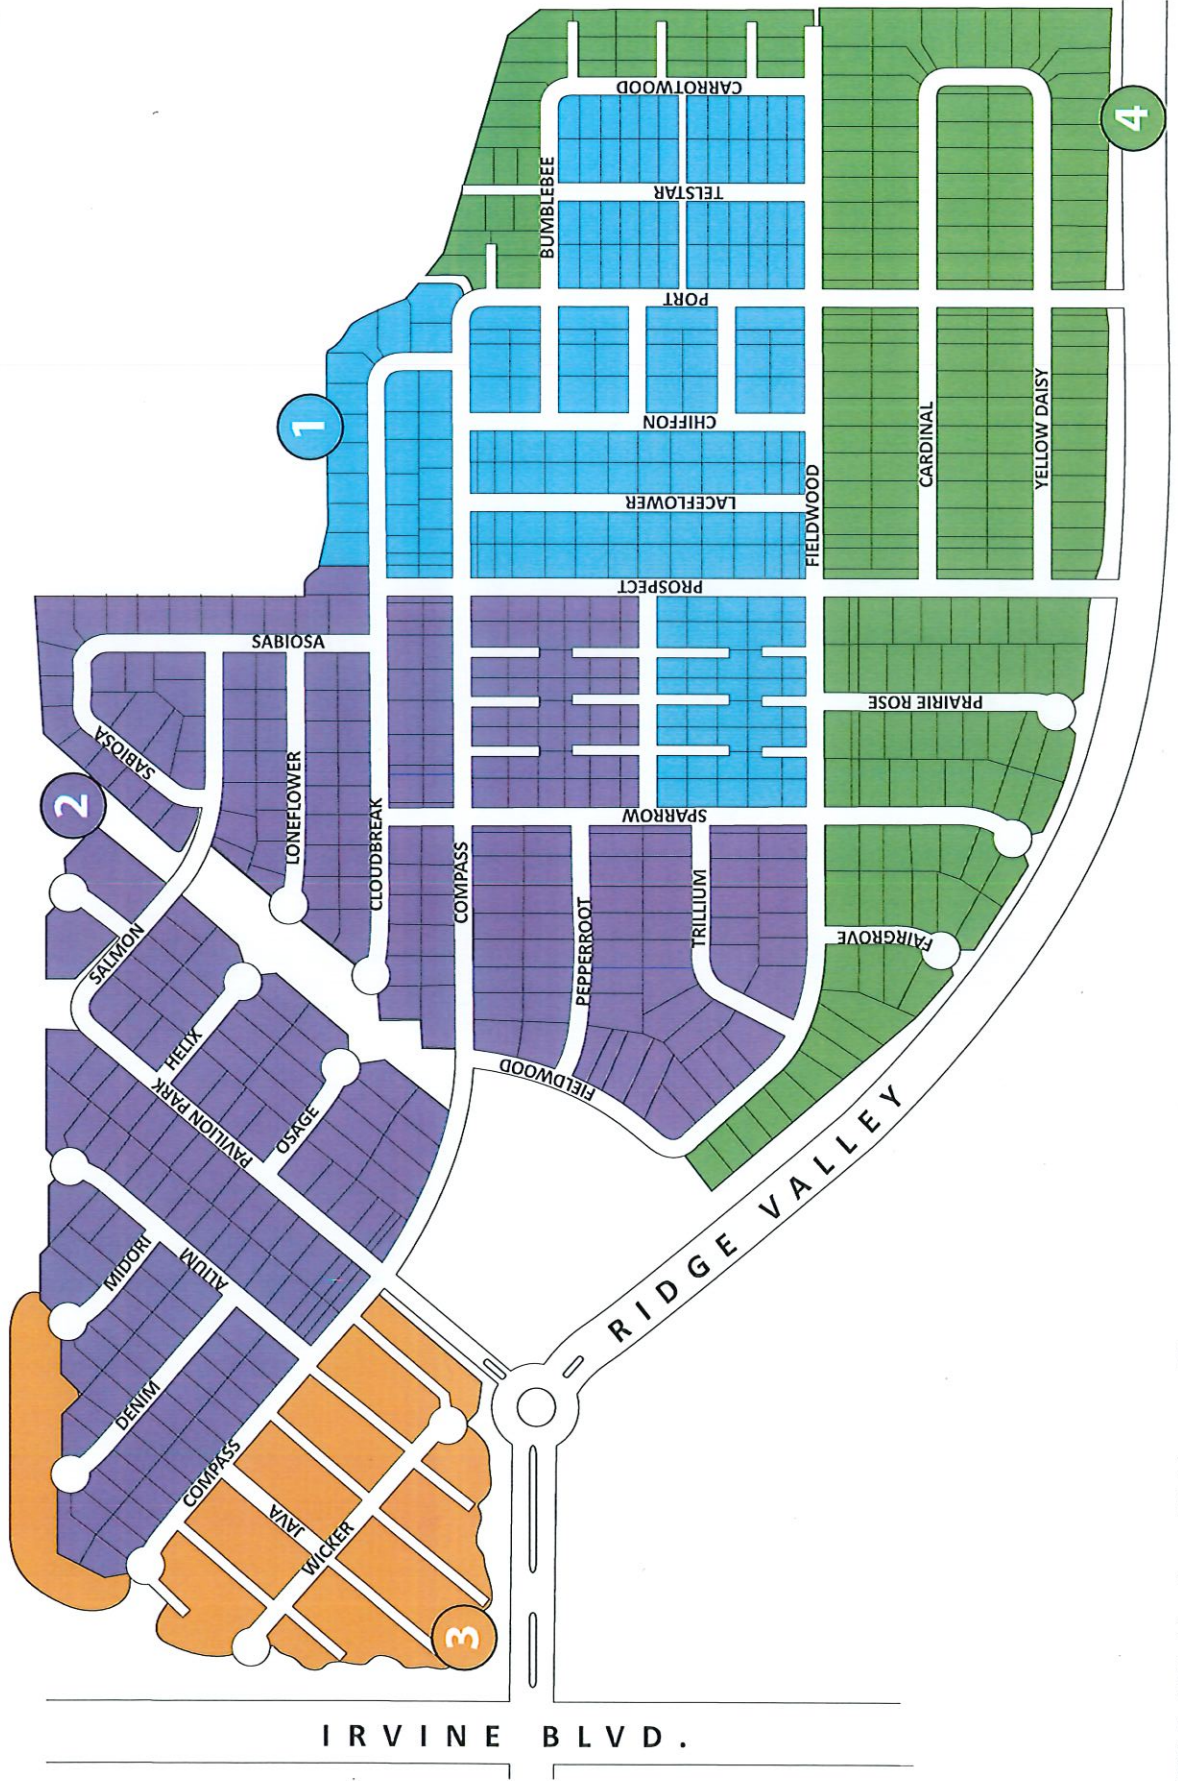 CARROTWOOD
4
BUMBLEBEE
TELSTAR
PORT
1
CHIFFON
CARDINAL
YELLOW DAISY
LACEFLOWER
FIELDWOOD
PROSPECT
SABIOSA
PRAIRIE ROSE
SABIOSA
2
LONEFLOWER
SPARROW
CLOUDBREAK
COMPASS
TRILLIUM
PEPPERROOT
FAIRGROVE
SALMON
HELIX
FIELDWOOD
PAVILION PARK
OSAGE
RIDGE VALLEY
MIDORI
ALIUM
DENIM
COMPASS
JAVA
WICKER
3
IRVINE BLVD.